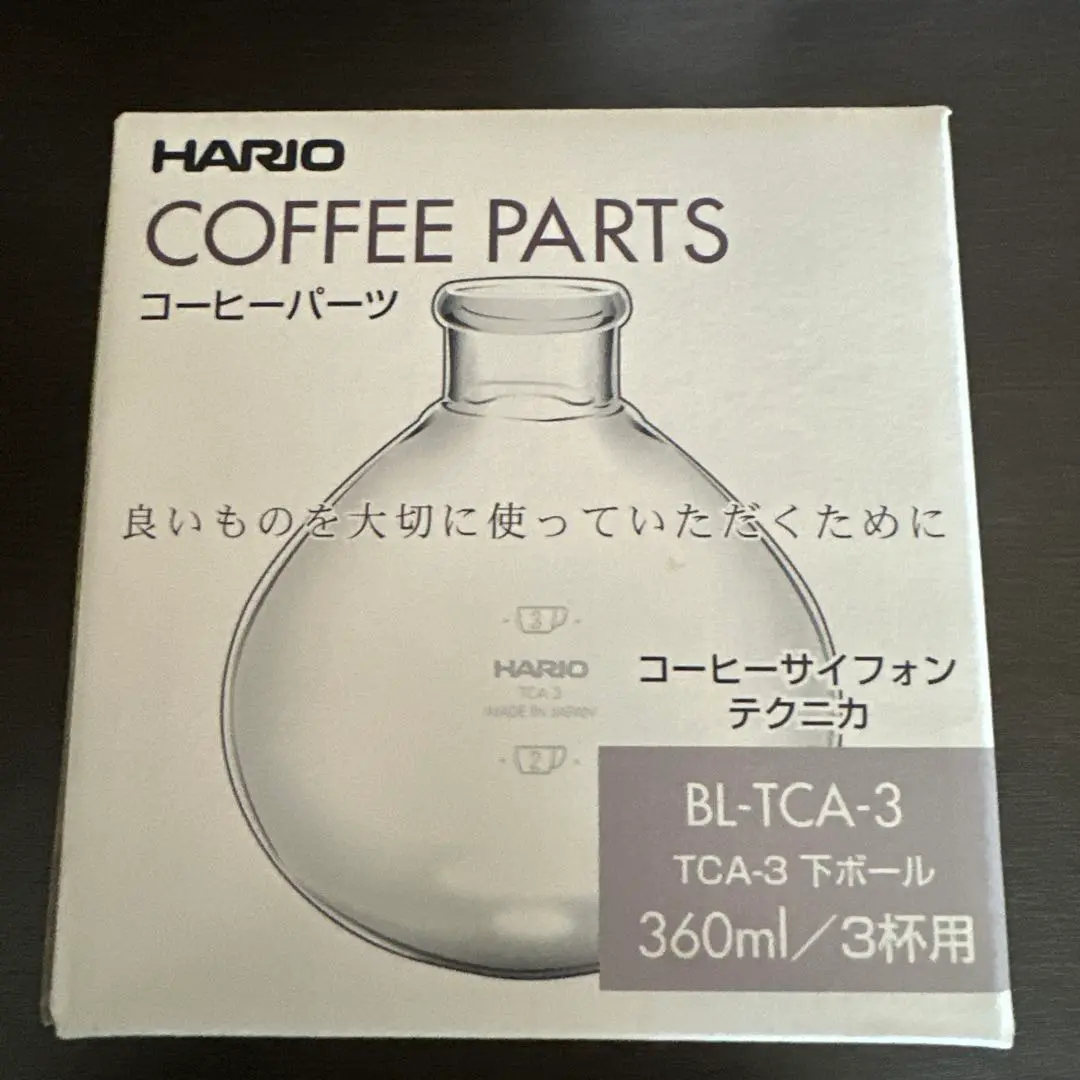 HARIO
COFFEE PARTS
コーヒーパーツ
良いものを大切に使っていただくために
3
HARIO
TCA-3
MADE IN JAPAN
2
コーヒーサイフォン
テクニカ
BL-TCA-3
TCA-3 下ボール
360ml／3杯用